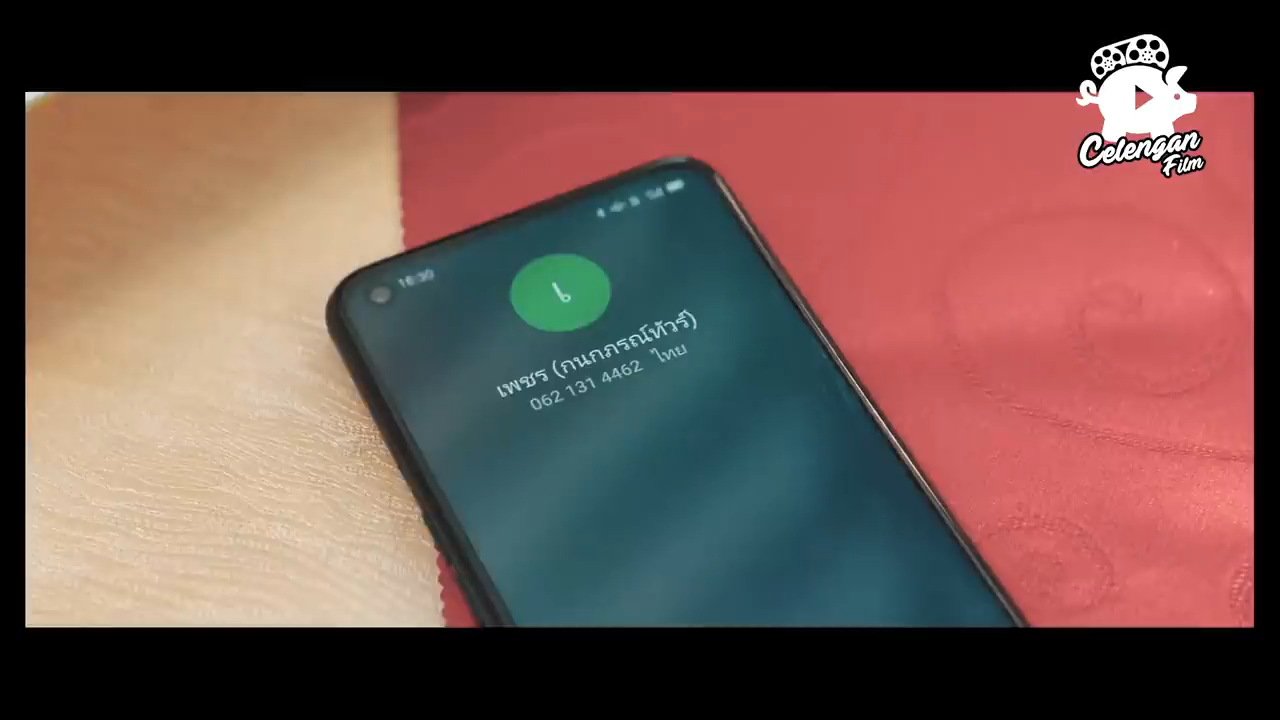 Celengan
Film
16:30
เ
เพชร (กนกภรณ์ทัวร์)
062 131 4462 ไทย